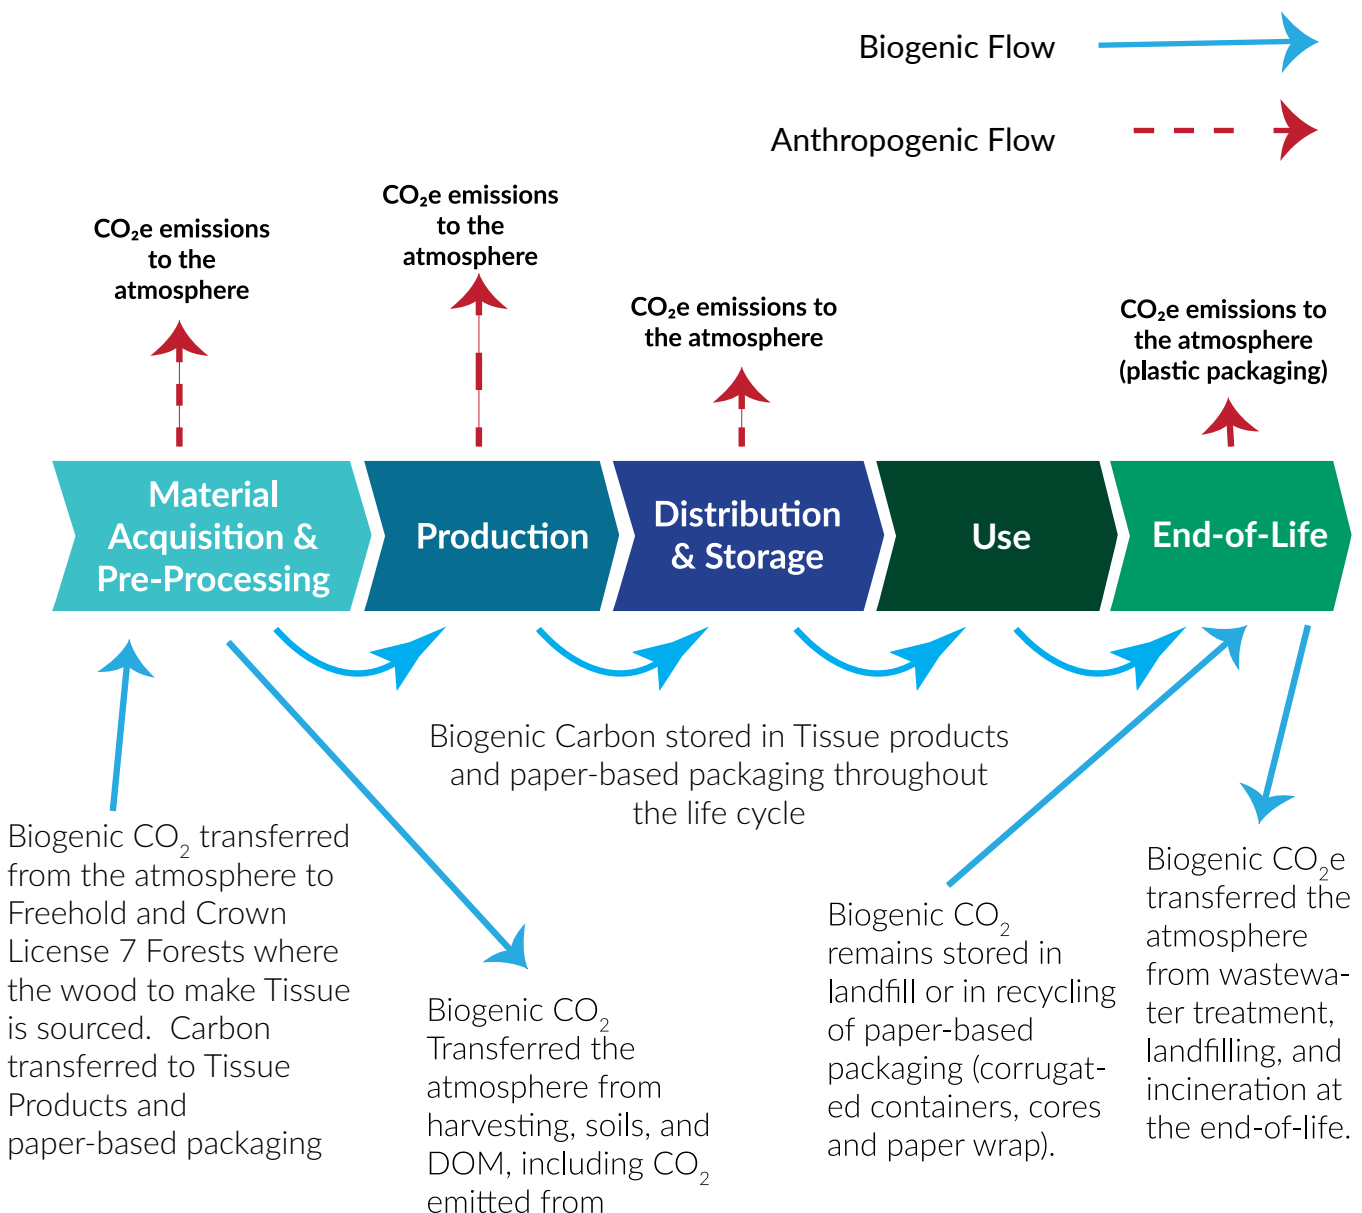 Biogenic Flow
Anthropogenic Flow
CO₂e emissions
to the
atmosphere
CO₂e emissions
to the
atmosphere
CO₂e emissions to
the atmosphere
CO₂e emissions to
the atmosphere
(plastic packaging)
Material
Acquisition &
Pre-Processing
Production
Distribution
& Storage
Use
End-of-Life
Biogenic Carbon stored in Tissue products
and paper-based packaging throughout
the life cycle
Biogenic CO₂ transferred
from the atmosphere to
Freehold and Crown
License 7 Forests where
the wood to make Tissue
is sourced. Carbon
transferred to Tissue
Products and
paper-based packaging
Biogenic CO₂
Transferred the
atmosphere from
harvesting, soils, and
DOM, including CO₂
emitted from
Biogenic CO₂
remains stored in
landfill or in recycling
of paper-based
packaging (corrugat-
ed containers, cores
and paper wrap).
Biogenic CO₂e
transferred the
atmosphere
from wastewa-
ter treatment,
landfilling, and
incineration at
the end-of-life.